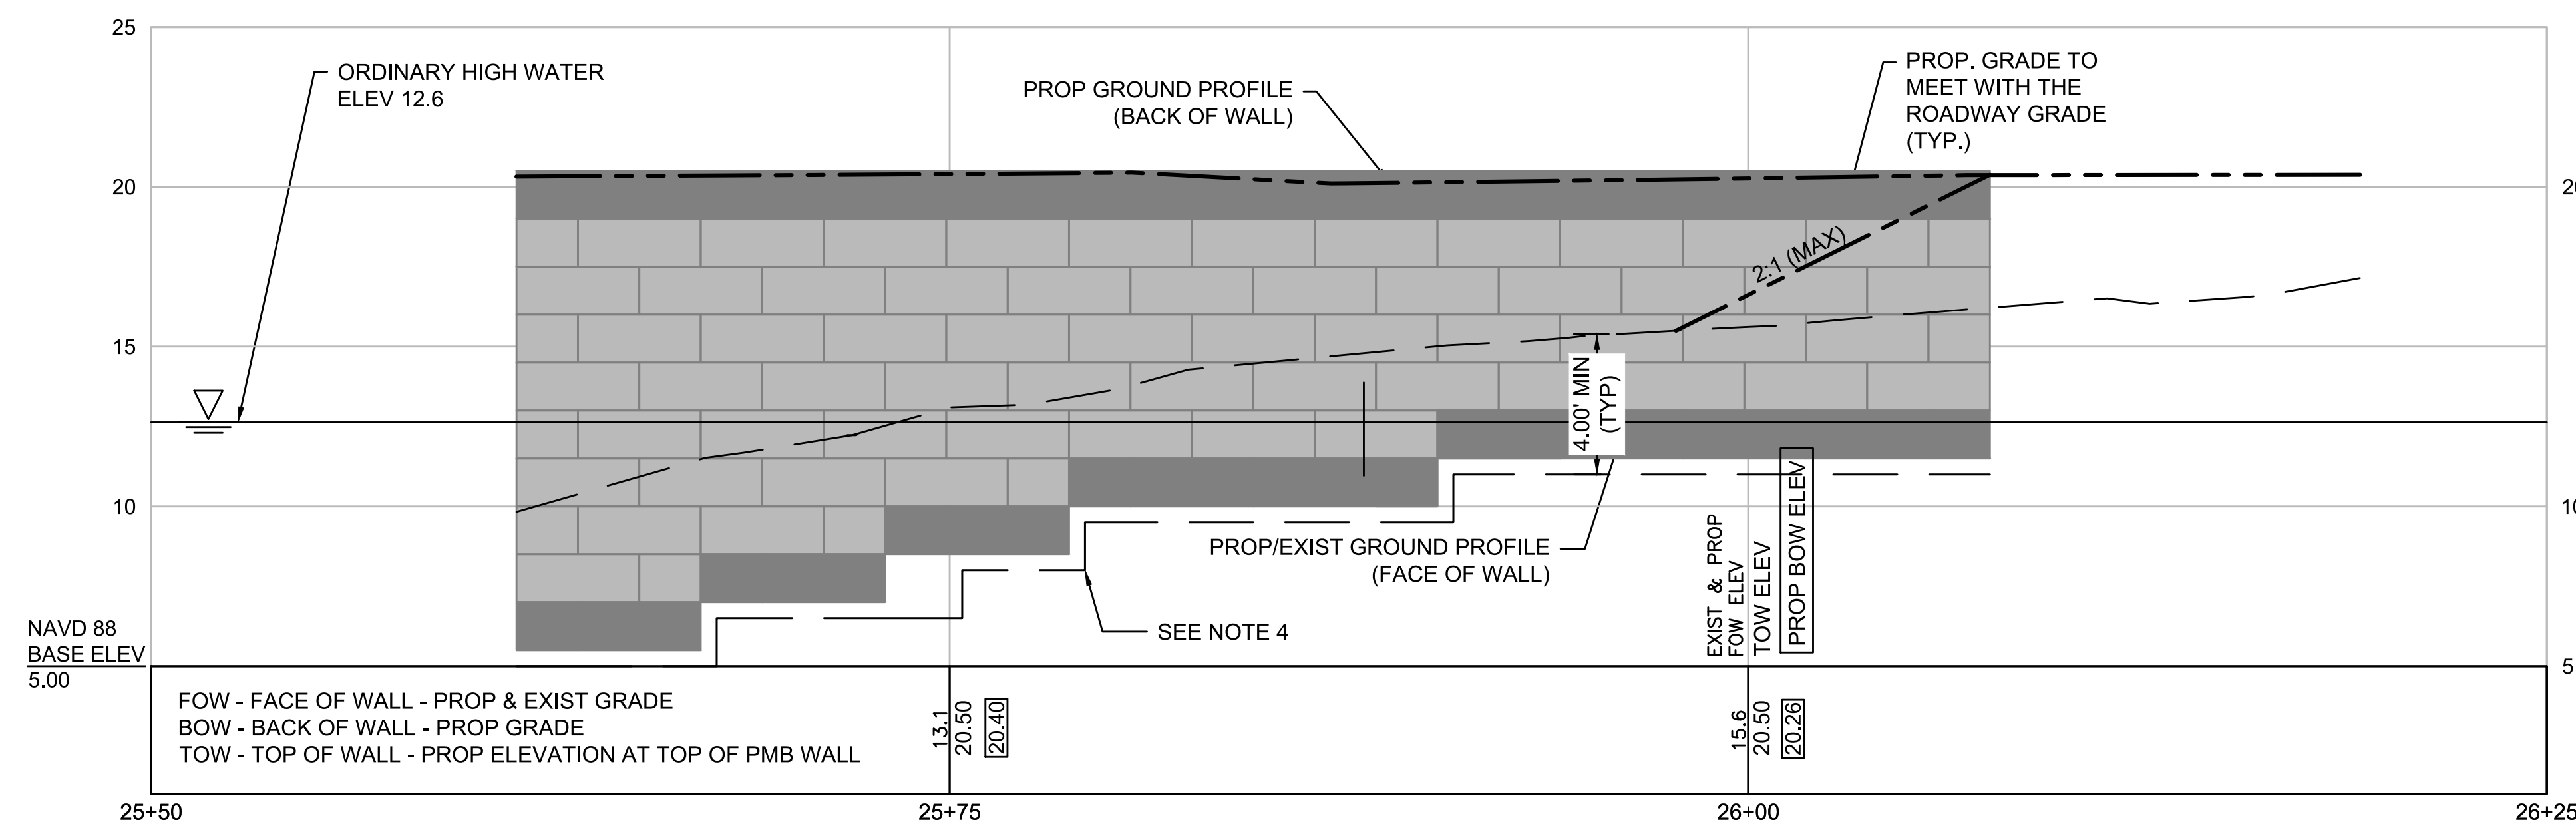 25
ORDINARY HIGH WATER
ELEV 12.6
PROP GROUND PROFILE
(BACK OF WALL)
PROP. GRADE TO
MEET WITH THE
ROADWAY GRADE
(TYP.)
20
20
2:1 (MAX)
15
4.00' MIN
(TYP)
10
10
PROP/EXIST GROUND PROFILE
(FACE OF WALL)
SEE NOTE 4
EXIST & PROP
FOW ELEV
TOW ELEV
PROP BOW ELEV
NAVD 88
BASE ELEV
5.00
5
FOW - FACE OF WALL - PROP & EXIST GRADE
BOW - BACK OF WALL - PROP GRADE
TOW - TOP OF WALL - PROP ELEVATION AT TOP OF PMB WALL
13.1
20.50
20.40
15.6
20.50
20.26
25+50
25+75
26+00
26+25